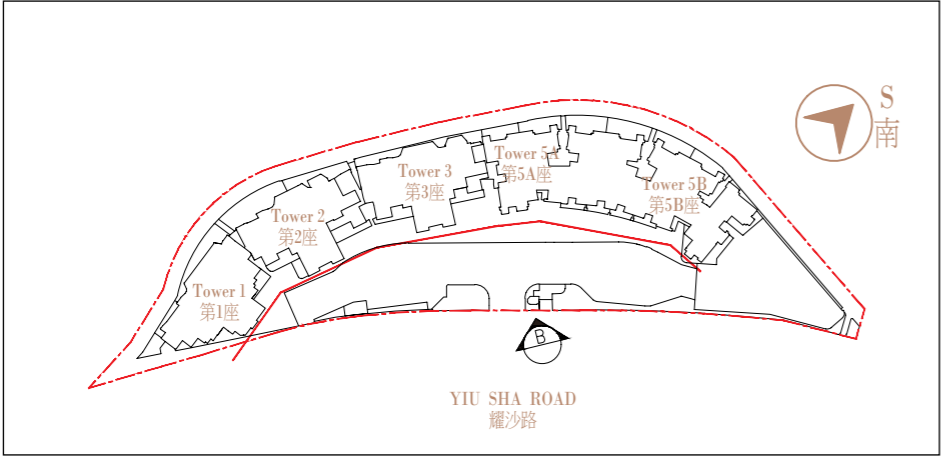 S
南
Tower 5A
第5A座
Tower 3
第3座
Tower 5B
第5B座
Tower 2
第2座
Tower 1
第1座
B
YIU SHA ROAD
耀沙路